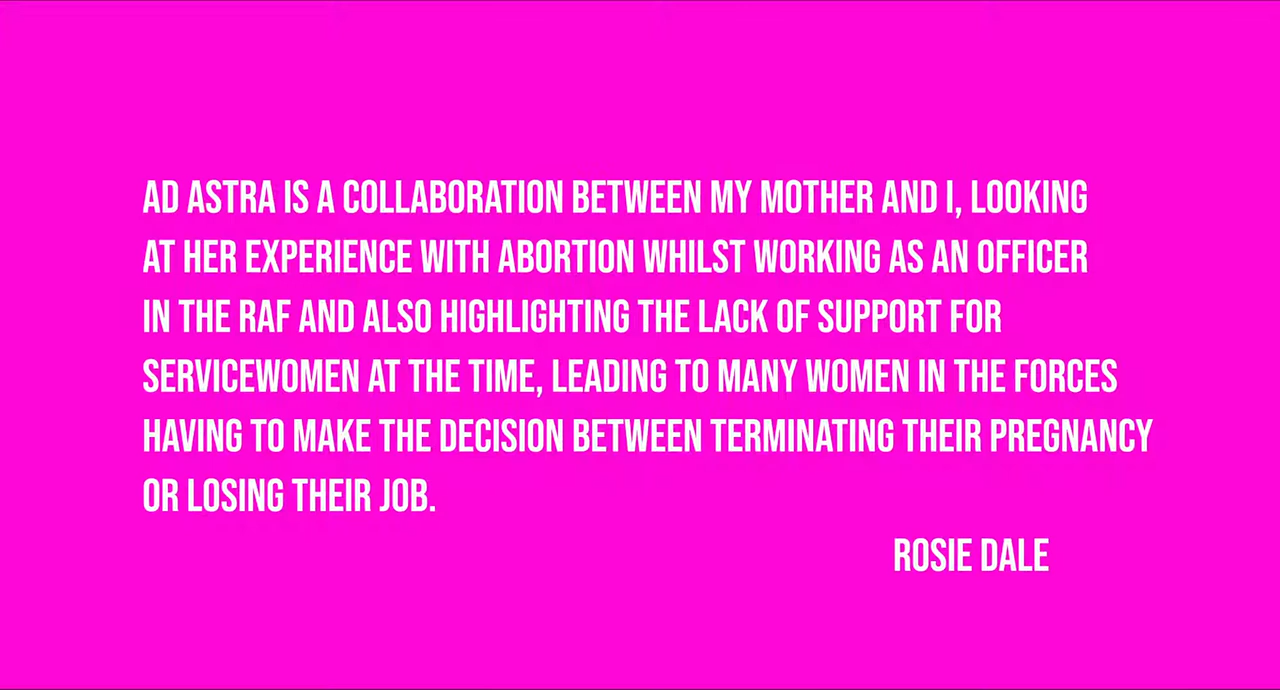 AD ASTRA IS A COLLABORATION BETWEEN MY MOTHER AND I, LOOKING
AT HER EXPERIENCE WITH ABORTION WHILST WORKING AS AN OFFICER
IN THE RAF AND ALSO HIGHLIGHTING THE LACK OF SUPPORT FOR
SERVICEWOMEN AT THE TIME, LEADING TO MANY WOMEN IN THE FORCES
HAVING TO MAKE THE DECISION BETWEEN TERMINATING THEIR PREGNANCY
OR LOSING THEIR JOB.
ROSIE DALE